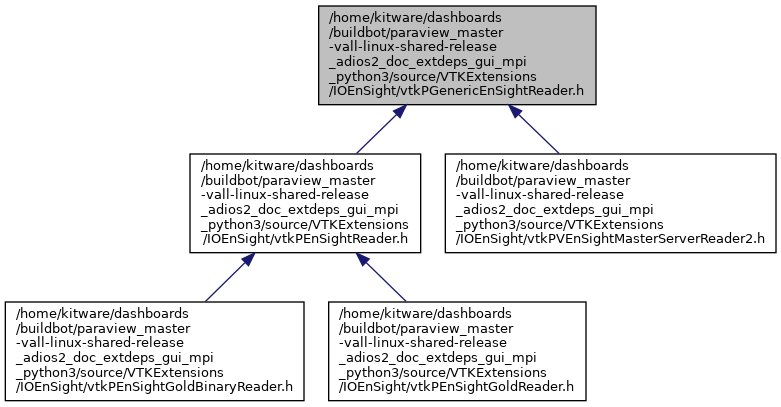 /home/kitware/dashboards
/buildbot/paraview_master
-vall-linux-shared-release
_adios2_doc_extdeps_gui_mpi
_python3/source/VTKExtensions
/IOEnSight/vtkPGenericEnSightReader.h
/home/kitware/dashboards
/buildbot/paraview_master
-vall-linux-shared-release
_adios2_doc_extdeps_gui_mpi
_python3/source/VTKExtensions
/IOEnSight/vtkPEnSightReader.h
/home/kitware/dashboards
/buildbot/paraview_master
-vall-linux-shared-release
_adios2_doc_extdeps_gui_mpi
_python3/source/VTKExtensions
/IOEnSight/vtkPVEnSightMasterServerReader2.h
/home/kitware/dashboards
/buildbot/paraview_master
-vall-linux-shared-release
_adios2_doc_extdeps_gui_mpi
_python3/source/VTKExtensions
/IOEnSight/vtkPEnSightGoldBinaryReader.h
/home/kitware/dashboards
/buildbot/paraview_master
-vall-linux-shared-release
_adios2_doc_extdeps_gui_mpi
_python3/source/VTKExtensions
/IOEnSight/vtkPEnSightGoldReader.h